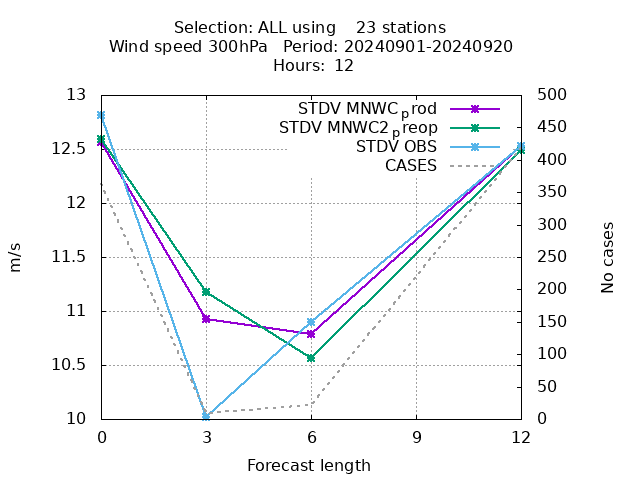 Selection: ALL using    23 stations
Wind speed 300hPa   Period: 20240901-20240920
Hours:  12
STDV MNWC_prod
STDV MNWC2_preop
STDV OBS
CASES
13
12.5
12
11.5
11
10.5
10
500
450
400
350
300
250
200
150
100
50
0
m/s
No cases
0 3 6 9 12
Forecast length